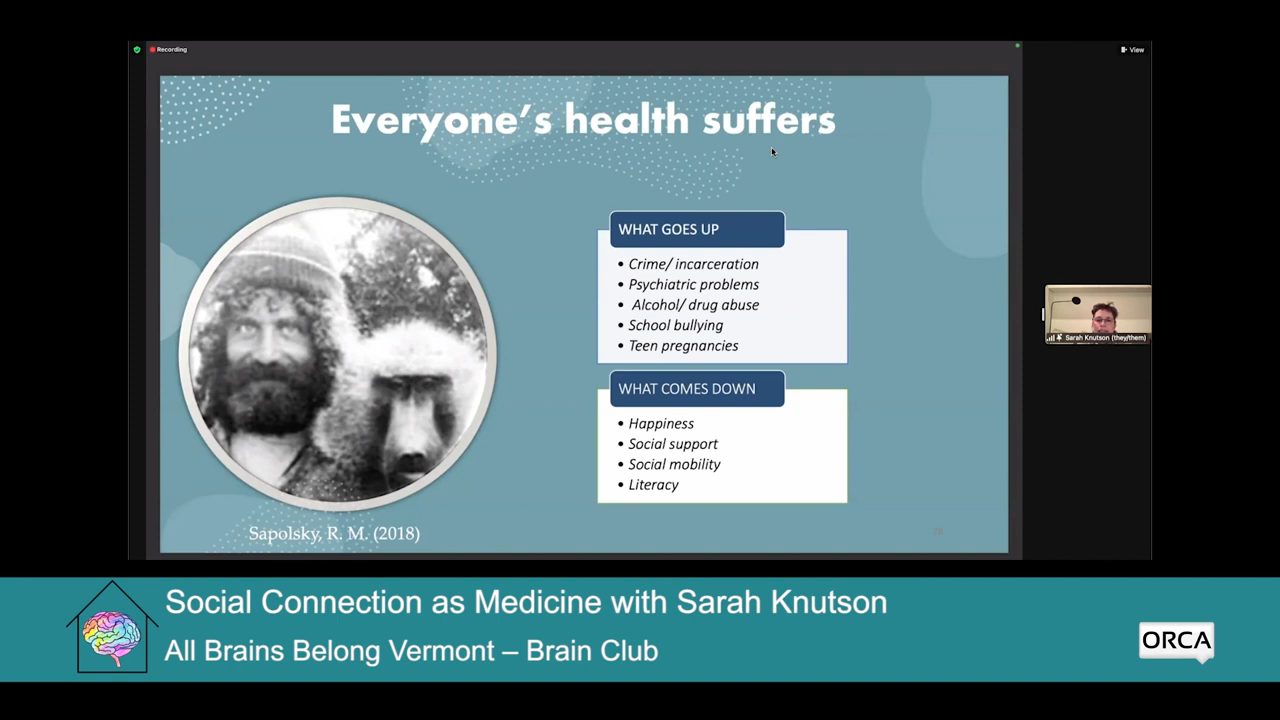 Recording
View
Everyone's health suffers
WHAT GOES UP
• Crime/ incarceration
• Psychiatric problems
• Alcohol/ drug abuse
• School bullying
• Teen pregnancies
WHAT COMES DOWN
• Happiness
• Social support
• Social mobility
• Literacy
Sapolsky, R. M. (2018)
Sarah Knutson (they/them)
Social Connection as Medicine with Sarah Knutson
All Brains Belong Vermont – Brain Club
ORCA